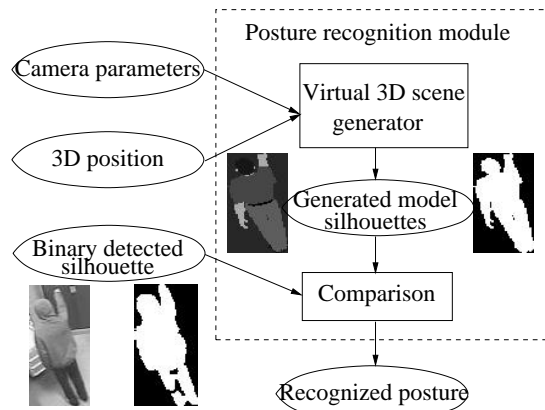 Posture recognition module
Camera parameters
Virtual 3D scene
generator
3D position
Generated model
silhouettes
Binary detected
silhouette
Comparison
Recognized posture